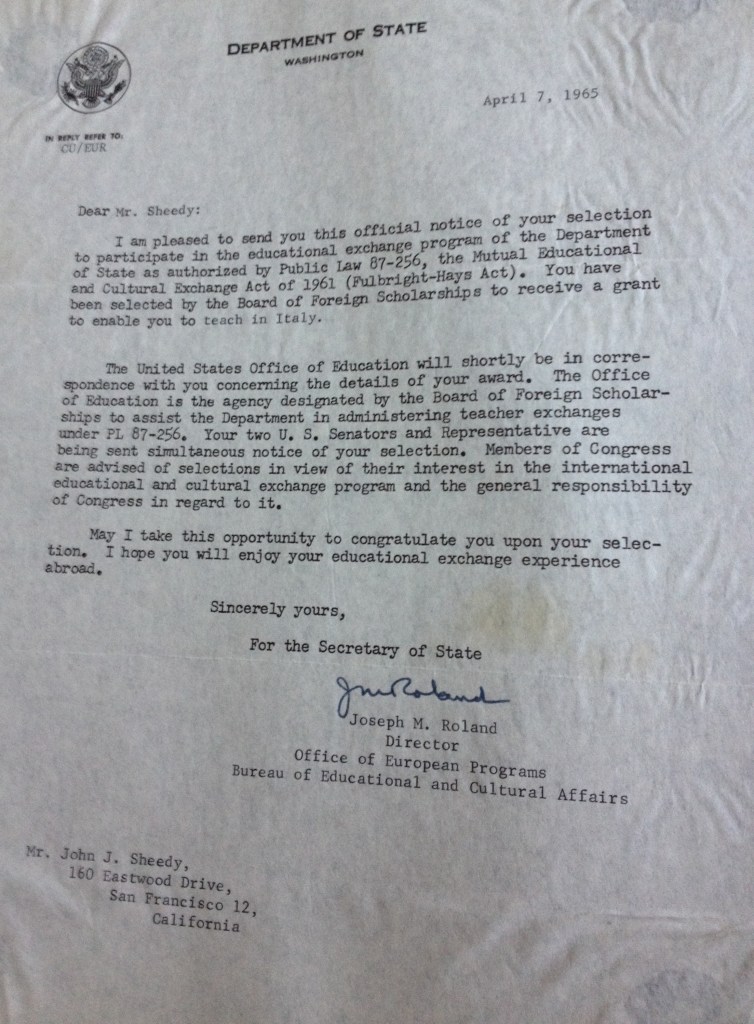 DEPARTMENT OF STATE
WASHINGTON
April 7, 1965
IN REPLY REFER TO:
CU/EUR
Dear Mr. Sheedy:
I am pleased to send you this official notice of your selection
to participate in the educational exchange program of the Department
of State as authorized by Public Law 87-256, the Mutual Educational
and Cultural Exchange Act of 1961 (Fulbright-Hays Act). You have
been selected by the Board of Foreign Scholarships to receive a grant
to enable you to teach in Italy.
The United States Office of Education will shortly be in corre-
spondence with you concerning the details of your award. The Office
of Education is the agency designated by the Board of Foreign Scholar-
ships to assist the Department in administering teacher exchanges
under PL 87-256. Your two U. S. Senators and Representative are
being sent simultaneous notice of your selection. Members of Congress
are advised of selections in view of their interest in the international
educational and cultural exchange program and the general responsibility
of Congress in regard to it.
May I take this opportunity to congratulate you upon your selec-
tion. I hope you will enjoy your educational exchange experience
abroad.
Sincerely yours,
For the Secretary of State
JMRoland
Joseph M. Roland
Director
Office of European Programs
Bureau of Educational and Cultural Affairs
Mr. John J. Sheedy,
160 Eastwood Drive,
San Francisco 12,
California